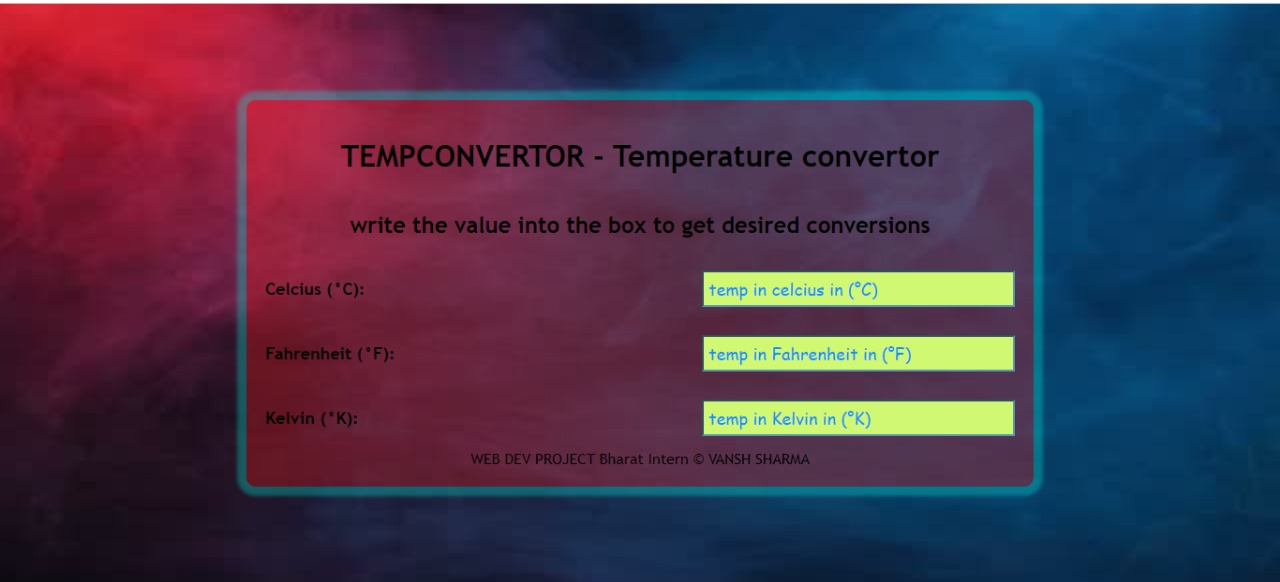 TEMPCONVERTOR - Temperature convertor
write the value into the box to get desired conversions
Celcius (°C): temp in celcius in (°C)
Fahrenheit (°F): temp in Fahrenheit in (°F)
Kelvin (°K): temp in Kelvin in (°K)
WEB DEV PROJECT Bharat Intern © VANSH SHARMA